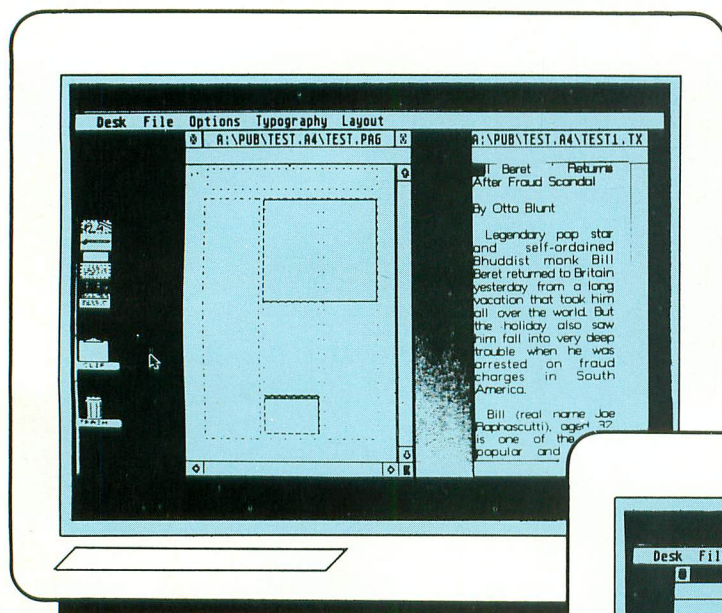 Desk File Options Typography Layout
A:\PUB\TEST.A4\TEST.PAG
A:\PUB\TEST.A4\TEST1.TX
Beret Returns
After Fraud Scandal
By Otto Blunt
Legendary pop star
and self-ordained
Bhuddist monk Bill
Beret returned to Britain
yesterday from a long
vacation that took him
all over the world. But
the holiday also saw
him fall into very deep
trouble when he was
arrested on fraud
charges in South
America.
Bill (real name Joe
Raphascutti), aged 32,
is one of the
popular and
CLIP
TRASH
Desk Fil